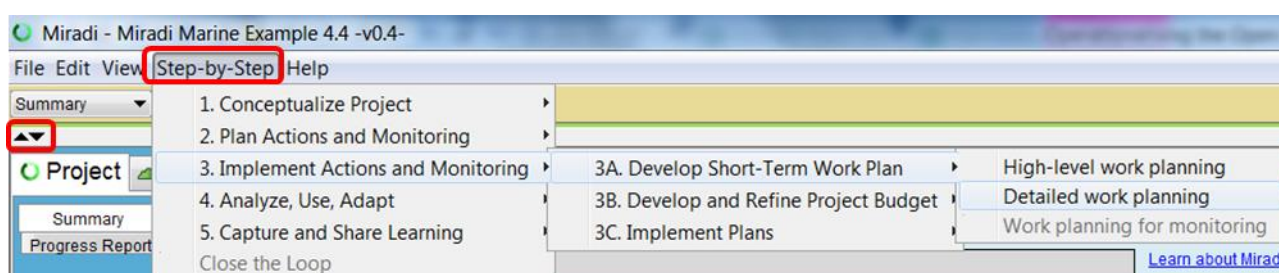 Miradi - Miradi Marine Example 4.4 -v0.4-
File Edit View Step-by-Step Help
Summary
1. Conceptualize Project
2. Plan Actions and Monitoring
Project
3. Implement Actions and Monitoring
3A. Develop Short-Term Work Plan
High-level work planning
Summary
4. Analyze, Use, Adapt
3B. Develop and Refine Project Budget
Detailed work planning
Progress Report
5. Capture and Share Learning
3C. Implement Plans
Work planning for monitoring
Close the Loop
Learn about Mirad